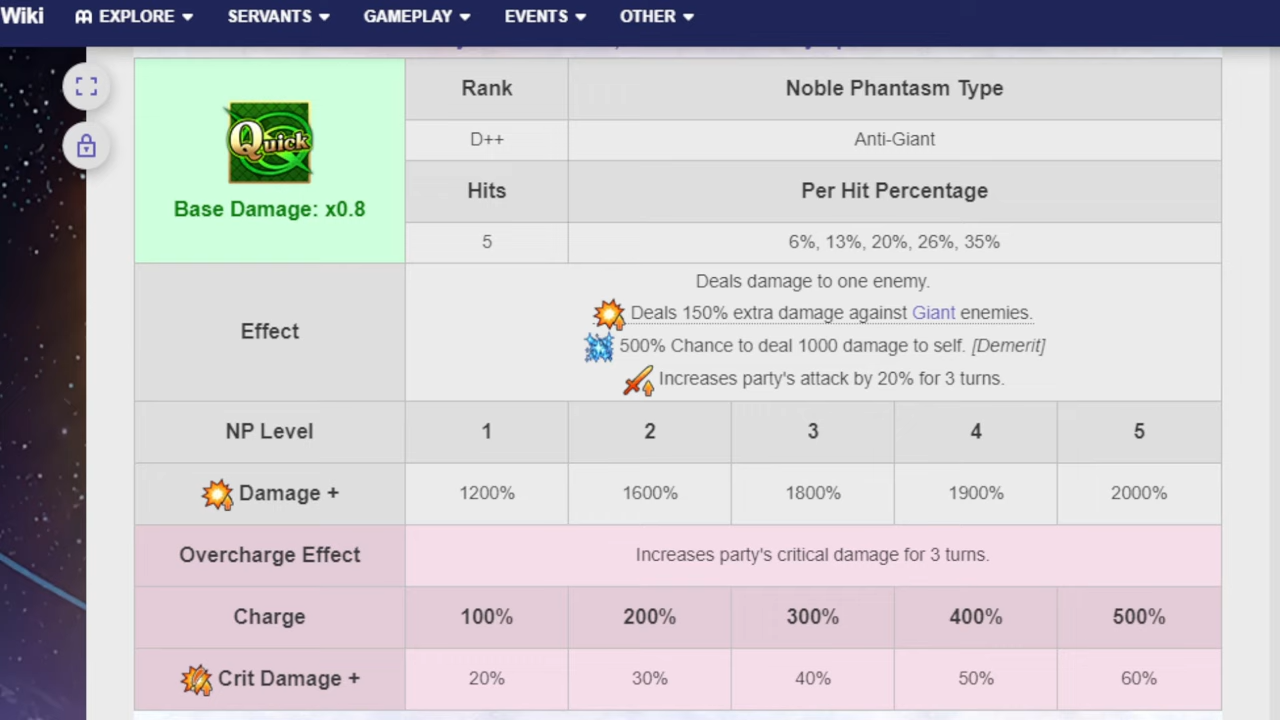 Wiki EXPLORE SERVANTS GAMEPLAY EVENTS OTHER
Rank Noble Phantasm Type
Quick
D++ Anti-Giant
Hits Per Hit Percentage
Base Damage: x0.8
5 6%, 13%, 20%, 26%, 35%
Effect
Deals damage to one enemy.
Deals 150% extra damage against Giant enemies.
500% Chance to deal 1000 damage to self. [Demerit]
Increases party's attack by 20% for 3 turns.
NP Level 1 2 3 4 5
Damage + 1200% 1600% 1800% 1900% 2000%
Overcharge Effect Increases party's critical damage for 3 turns.
Charge 100% 200% 300% 400% 500%
Crit Damage + 20% 30% 40% 50% 60%